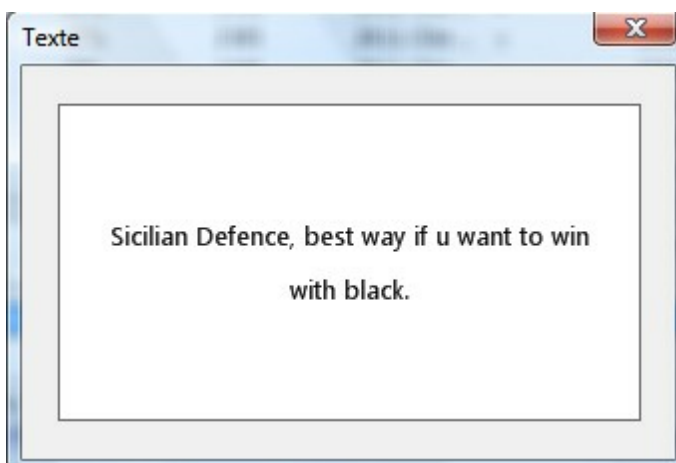 Texte
Sicilian Defence, best way if u want to win
with black.